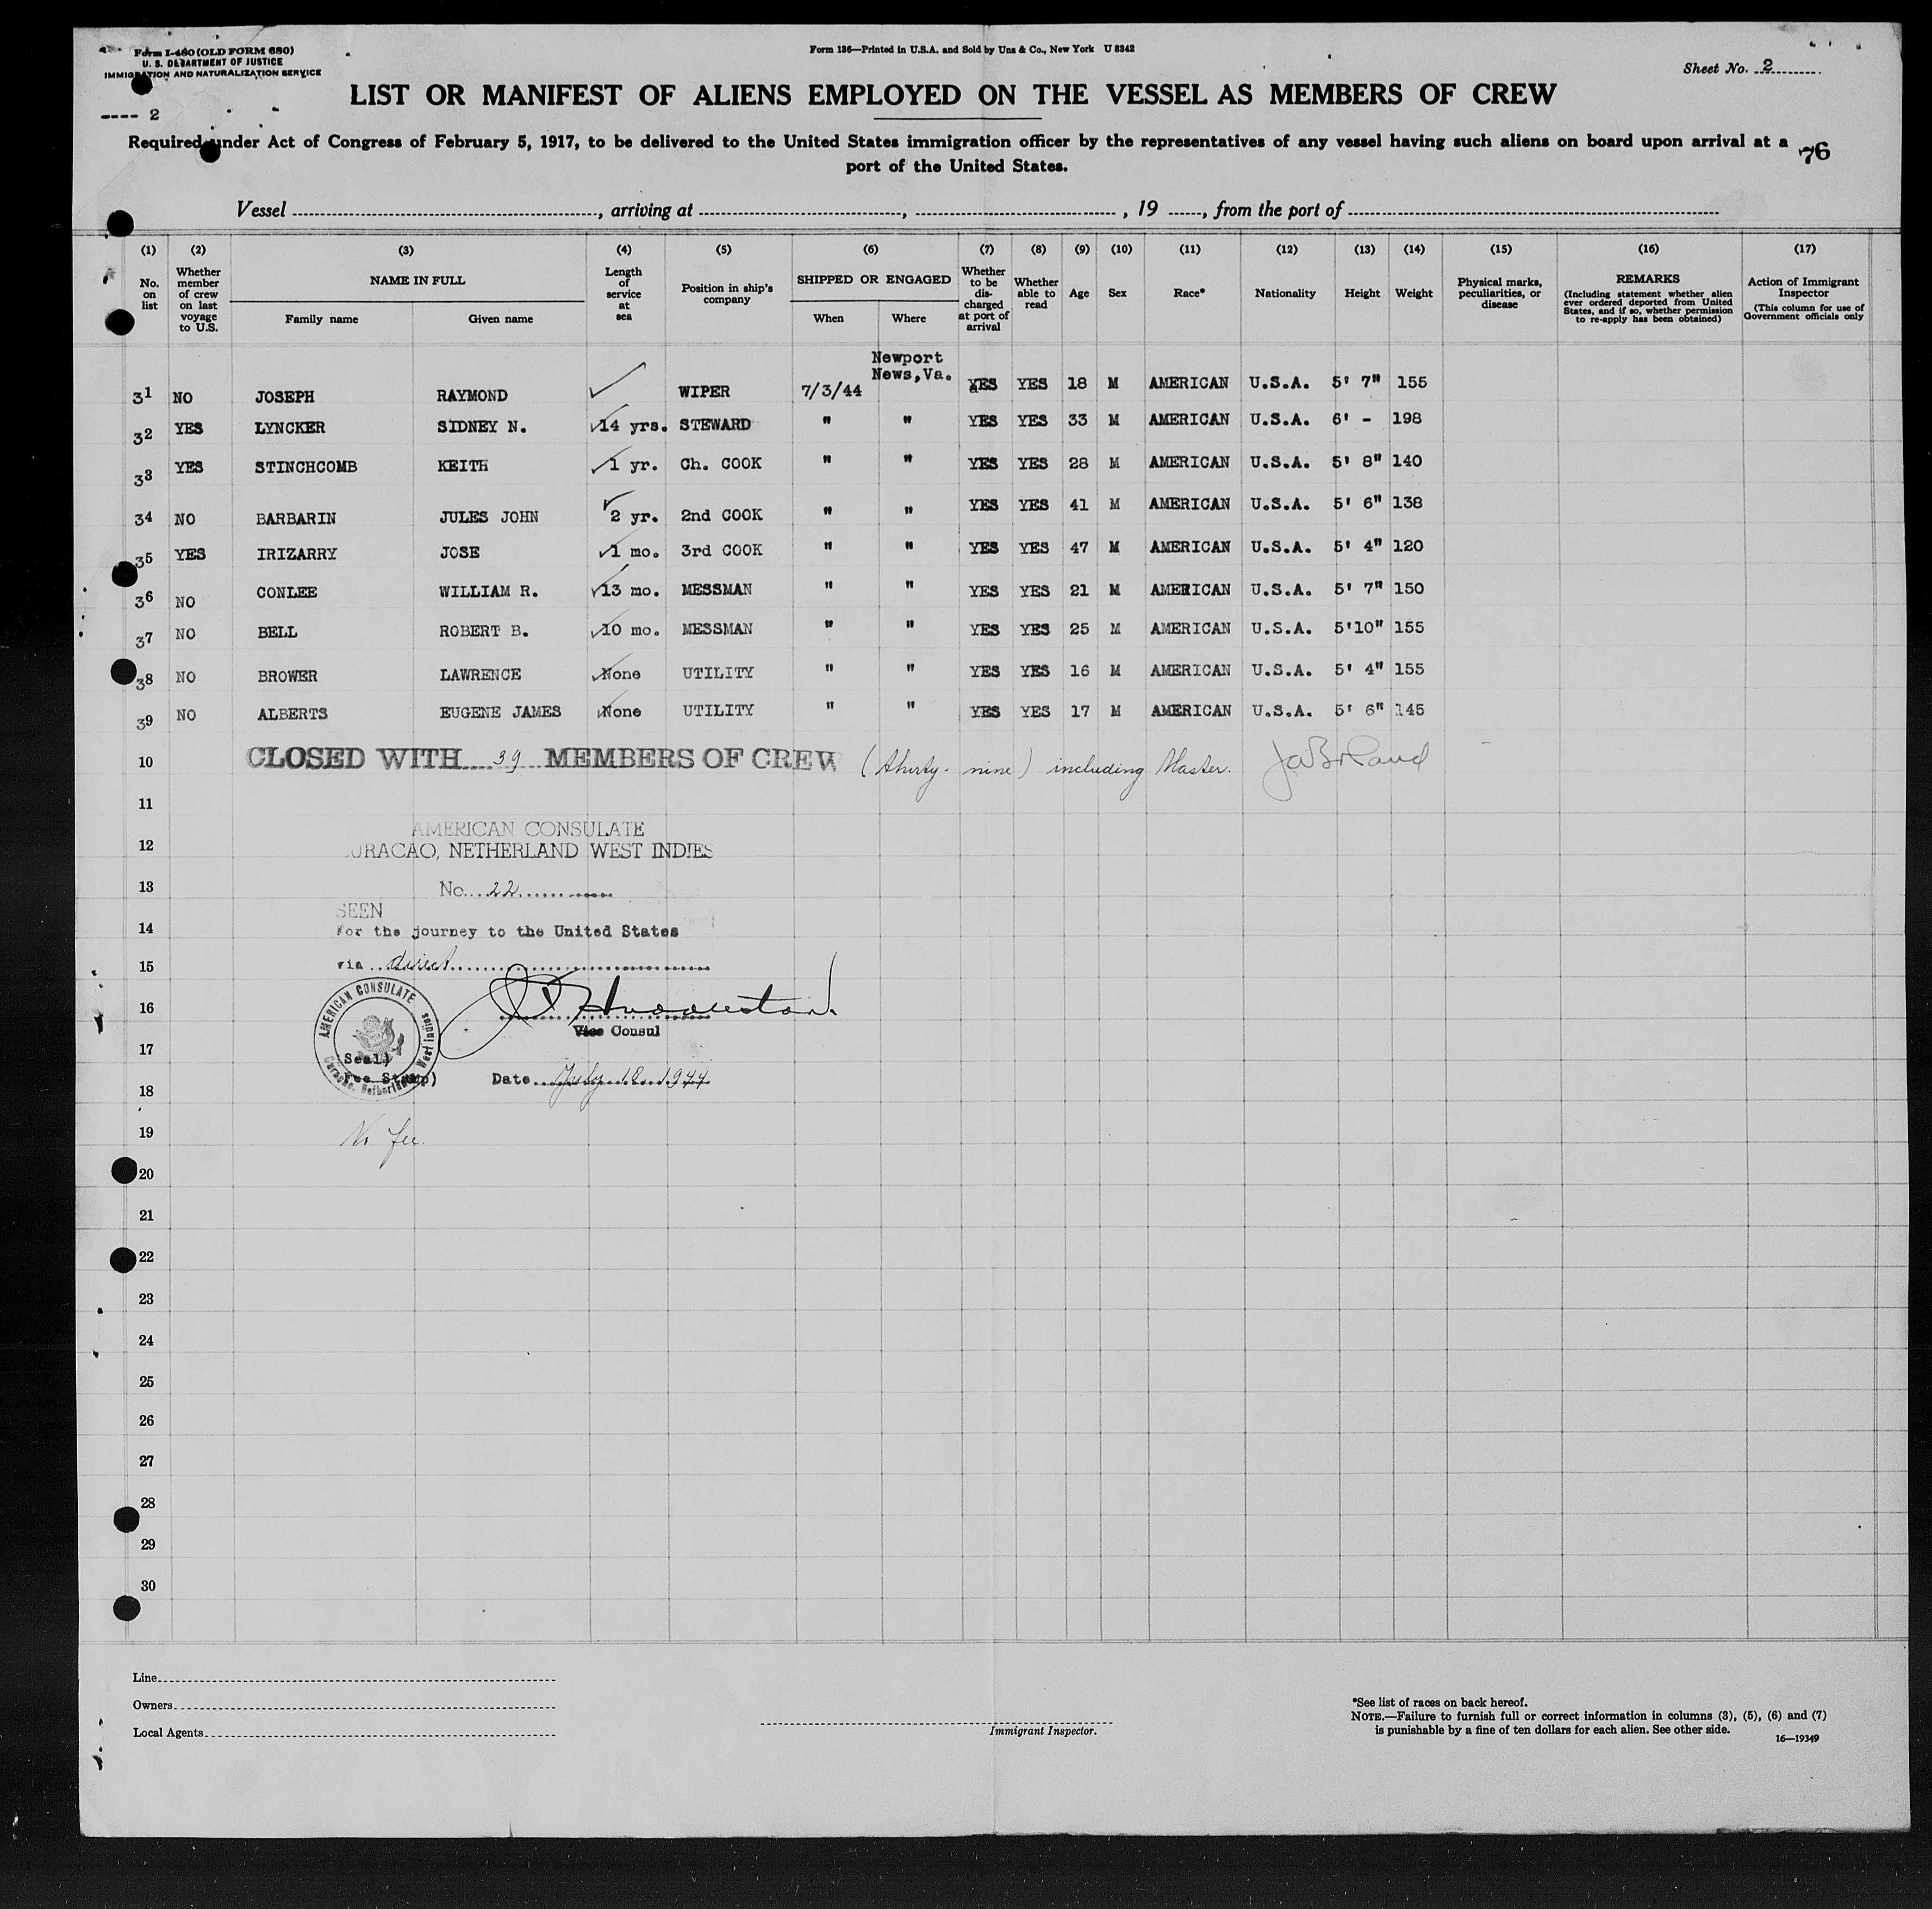 Form I-480 (OLD FORM 680)
U. S. DEPARTMENT OF JUSTICE
IMMIGRATION AND NATURALIZATION SERVICE
Form 136—Printed in U.S.A. and Sold by Unz & Co., New York U 8342
Sheet No. 2
---- 2
LIST OR MANIFEST OF ALIENS EMPLOYED ON THE VESSEL AS MEMBERS OF CREW
Required under Act of Congress of February 5, 1917, to be delivered to the United States immigration officer by the representatives of any vessel having such aliens on board upon arrival at a
port of the United States.
76
Vessel, arriving at, , 19, from the port of
(1) (2) (3) (4) (5) (6) (7) (8) (9) (10) (11) (12) (13) (14) (15) (16) (17)
No. on list
Whether member of crew on last voyage to U.S.
NAME IN FULL
Family name Given name
Length of service at sea
Position in ship's company
SHIPPED OR ENGAGED
When Where
Whether to be discharged at port of arrival
Whether able to read
Age
Sex
Race*
Nationality
Height
Weight
Physical marks, peculiarities, or disease
REMARKS
(Including statement whether alien ever ordered deported from United States, and if so, whether permission to re-apply has been obtained)
Action of Immigrant Inspector
(This column for use of Government officials only
31 NO JOSEPH RAYMOND WIPER 7/3/44 Newport News, Va. YES YES 18 M AMERICAN U.S.A. 5' 7" 155
32 YES LYNCKER SIDNEY N. 14 yrs. STEWARD " " YES YES 33 M AMERICAN U.S.A. 6' - 198
33 YES STINCHCOMB KEITH 1 yr. Ch. COOK " " YES YES 28 M AMERICAN U.S.A. 5' 8" 140
34 NO BARBARIN JULES JOHN 2 yr. 2nd COOK " " YES YES 41 M AMERICAN U.S.A. 5' 6" 138
35 YES IRIZARRY JOSE 1 mo. 3rd COOK " " YES YES 47 M AMERICAN U.S.A. 5' 4" 120
36 NO CONLEE WILLIAM R. 13 mo. MESSMAN " " YES YES 21 M AMERICAN U.S.A. 5' 7" 150
37 NO BELL ROBERT B. 10 mo. MESSMAN " " YES YES 25 M AMERICAN U.S.A. 5'10" 155
38 NO BROWER LAWRENCE None UTILITY " " YES YES 16 M AMERICAN U.S.A. 5' 4" 155
39 NO ALBERTS EUGENE JAMES None UTILITY " " YES YES 17 M AMERICAN U.S.A. 5' 6" 145
10 CLOSED WITH 39 MEMBERS OF CREW (thirty-nine) including Master.
11
AMERICAN CONSULATE
12 CURACAO, NETHERLAND WEST INDIES
13 No. 22
SEEN
14 For the journey to the United States
15 via direct
16
Vice Consul
17
AMERICAN CONSULATE
Curacao, Netherland West Indies
(Seal)
(Fee Stamp) Date July 18 1944
18
19 No fee.
20
21
22
23
24
25
26
27
28
29
30
Line
Owners
Local Agents
Immigrant Inspector.
*See list of races on back hereof.
NOTE.—Failure to furnish full or correct information in columns (3), (5), (6) and (7)
is punishable by a fine of ten dollars for each alien. See other side.
16—19349